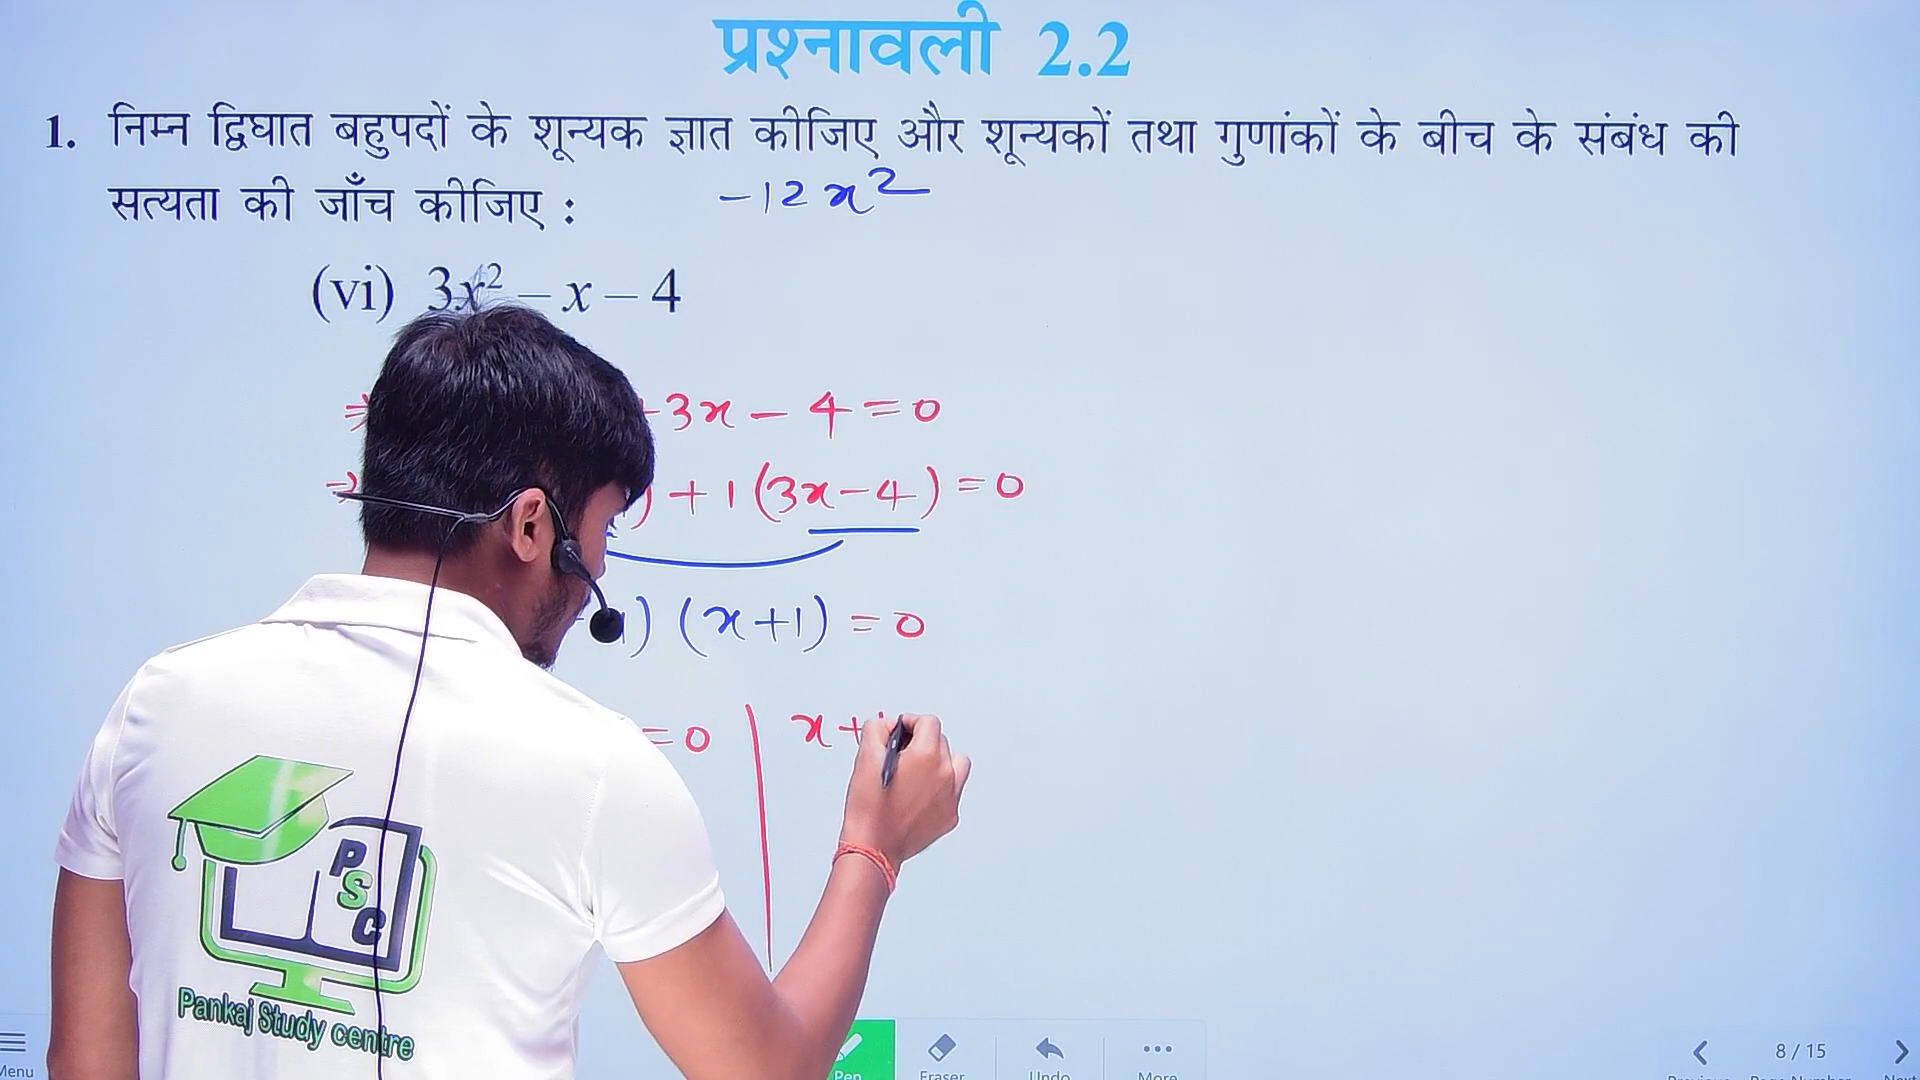 प्रश्नावली 2.2
1. निम्न द्विघात बहुपदों के शून्यक ज्ञात कीजिए और शून्यकों तथा गुणांकों के बीच के संबंध की
सत्यता की जाँच कीजिए :
-12x²
(vi) 3x² – x – 4
3x – 4 = 0
) + 1 (3x – 4) = 0
) (x + 1) = 0
= 0
x +
PSC
Pankaj Study centre
Menu
Pen
Eraser
Undo
More
8 / 15